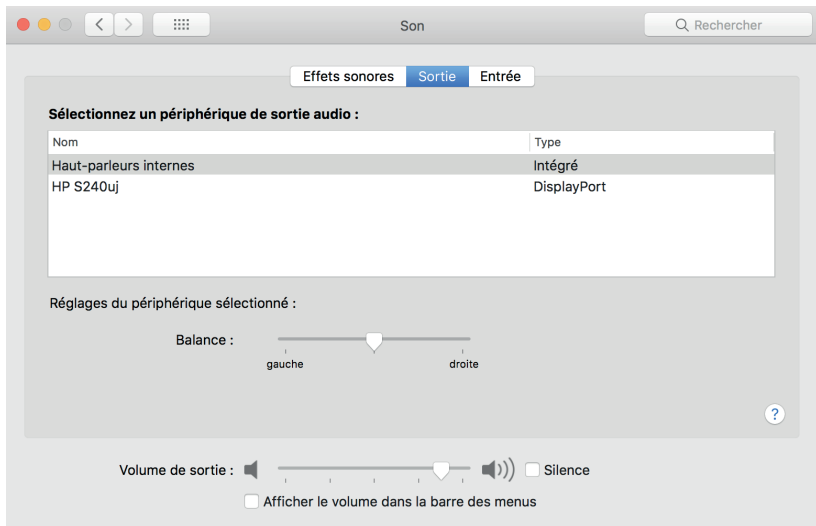 Son
Rechercher
Effets sonores Sortie Entrée
Sélectionnez un périphérique de sortie audio :
Nom Type
Haut-parleurs internes Intégré
HP S240uj DisplayPort
Réglages du périphérique sélectionné :
Balance :
gauche droite
?
Volume de sortie : Silence
Afficher le volume dans la barre des menus